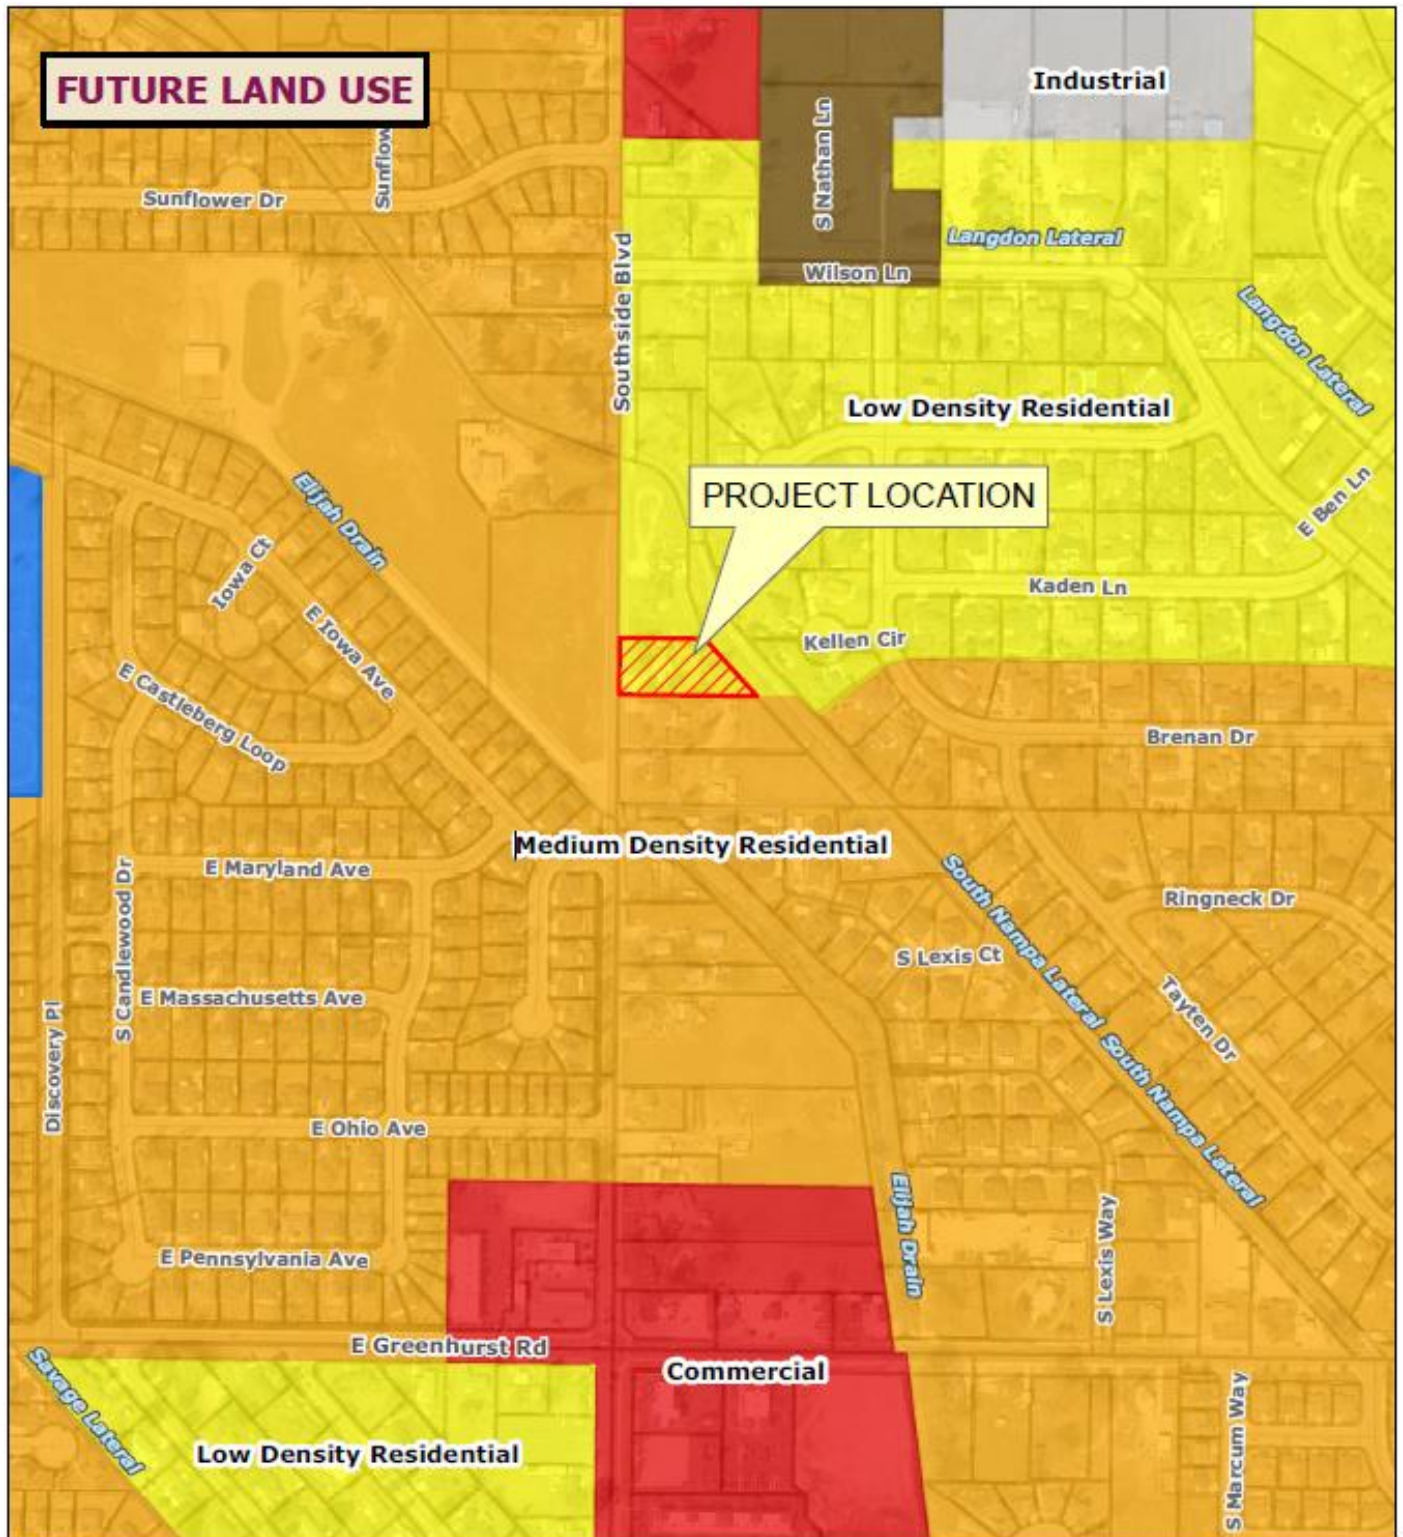 FUTURE LAND USE
Industrial
Sunflower Dr
Sunflow
S Nathan Ln
Langdon Lateral
Wilson Ln
Southside Blvd
Langdon Lateral
Low Density Residential
PROJECT LOCATION
E Ben Ln
Elijah Drain
Iowa Ct
Kaden Ln
E Iowa Ave
Kellen Cir
E Castleberg Loop
Brenan Dr
Medium Density Residential
E Maryland Ave
S Candlewood Dr
Ringneck Dr
South Nampa Lateral
S Lexis Ct
E Massachusetts Ave
Tayten Dr
Discovery Pl
South Nampa Lateral
E Ohio Ave
Elijah Drain
S Lexis Way
E Pennsylvania Ave
E Greenhurst Rd
Commercial
Savage Lateral
Low Density Residential
S Marcum Way